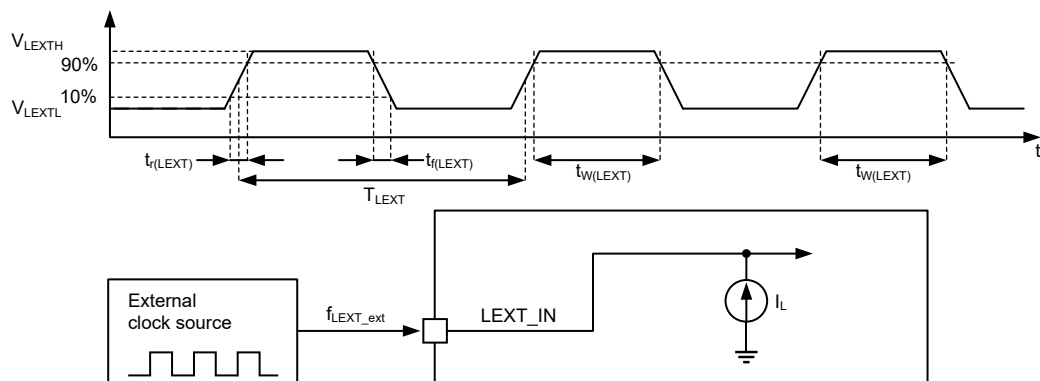 V_LEXTH
90%
10%
V_LEXTL
t
t_r(LEXT)
t_f(LEXT)
t_W(LEXT)
t_W(LEXT)
T_LEXT
External
clock source
f_LEXT_ext
LEXT_IN
I_L